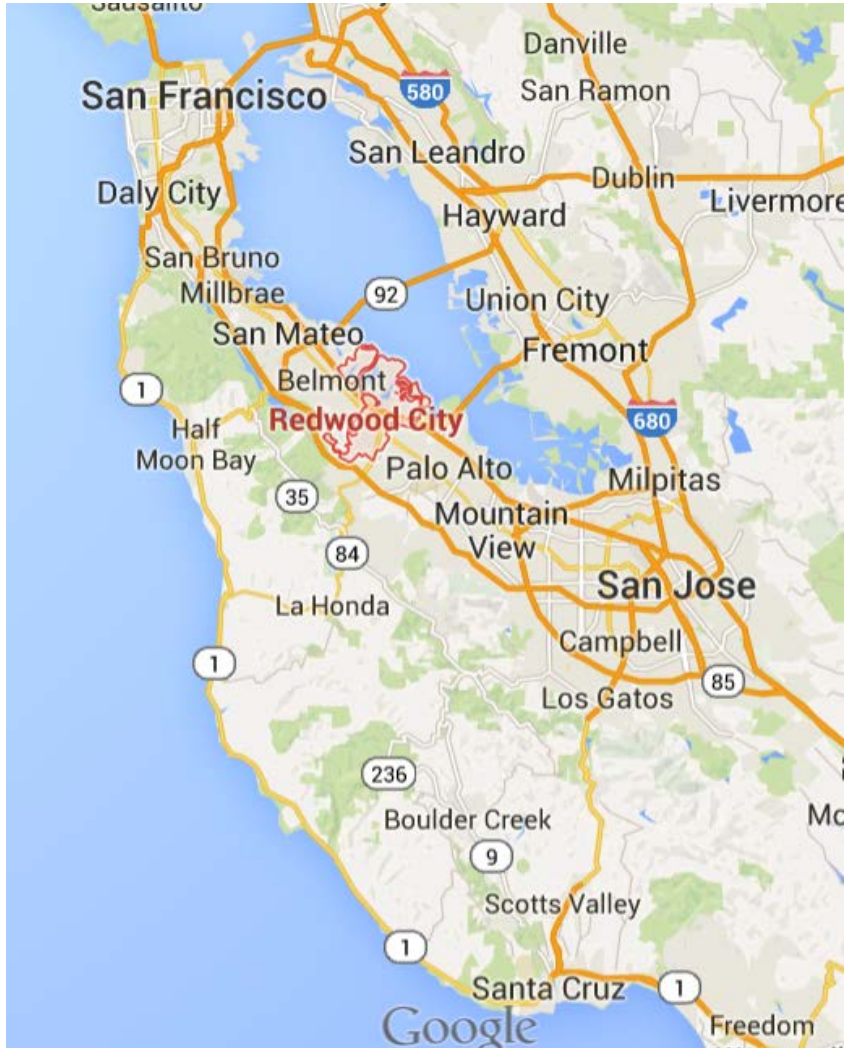 Sausalito
Danville
San Ramon
580
San Francisco
San Leandro
Dublin
Daly City
Livermore
Hayward
San Bruno
Millbrae
92
Union City
San Mateo
Fremont
Belmont
1
Redwood City
680
Half
Moon Bay
Palo Alto
Milpitas
35
Mountain
View
84
San Jose
La Honda
Campbell
1
85
Los Gatos
236
Boulder Creek
Mo
9
Scotts Valley
1
Santa Cruz
1
Google
Freedom